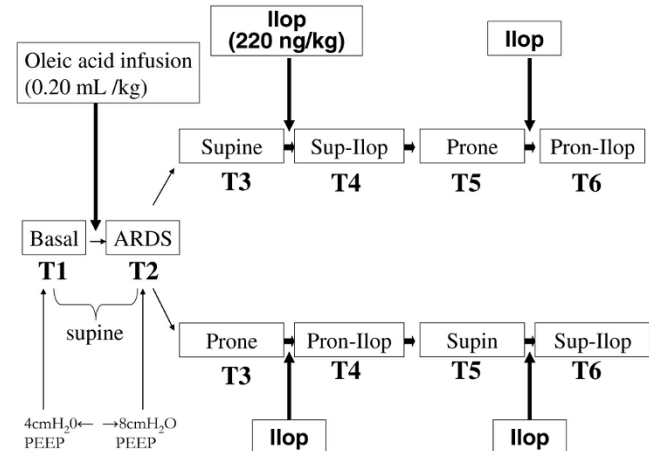 Ilop
(220 ng/kg)
Ilop
Oleic acid infusion
(0.20 mL /kg)
Supine
Sup-Ilop
Prone
Pron-Ilop
T3
T4
T5
T6
Basal
ARDS
T1
T2
supine
Prone
Pron-Ilop
Supin
Sup-Ilop
T3
T4
T5
T6
4cmH₂0← →8cmH₂O
PEEP
PEEP
Ilop
Ilop